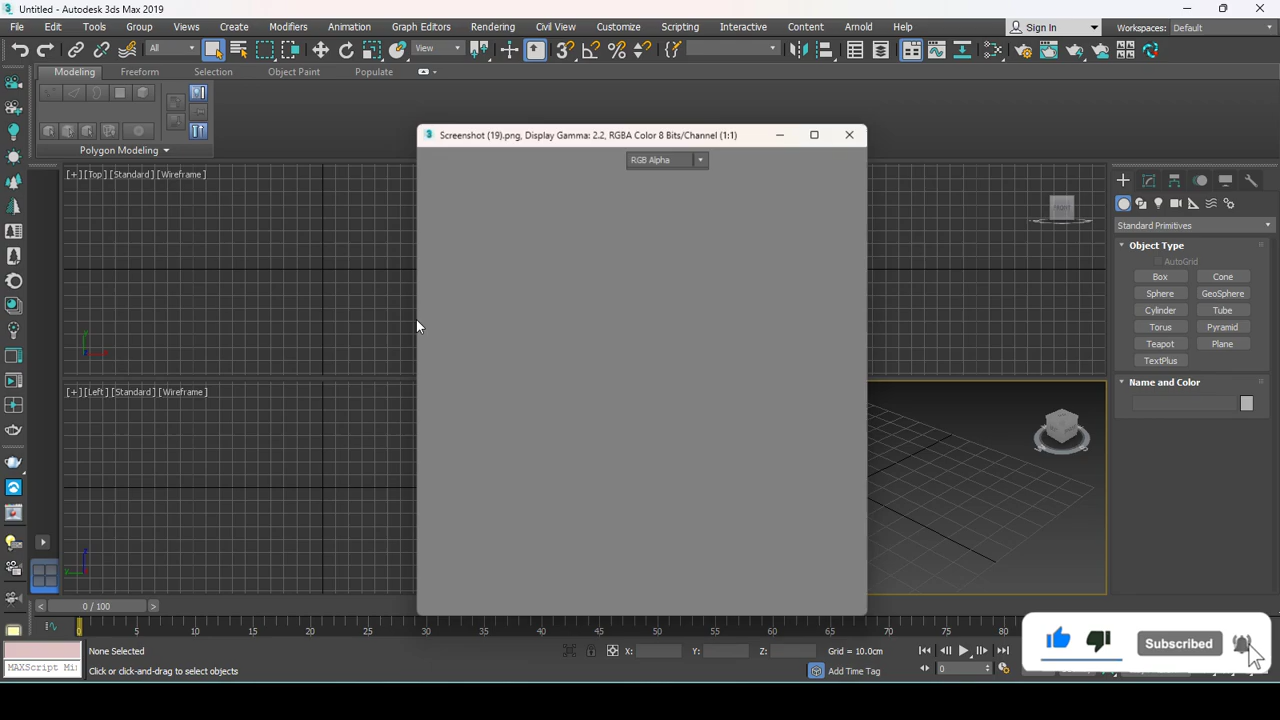 Untitled - Autodesk 3ds Max 2019
File Edit Tools Group Views Create Modifiers Animation Graph Editors Rendering Civil View Customize Scripting Interactive Content Arnold Help Sign In Workspaces: Default
All View
Modeling Freeform Selection Object Paint Populate
Polygon Modeling
Screenshot (19).png, Display Gamma: 2.2, RGBA Color 8 Bits/Channel (1:1)
RGB Alpha
[+] [Top] [Standard] [Wireframe]
FRONT
Standard Primitives
Object Type
AutoGrid
Box Cone
Sphere GeoSphere
Cylinder Tube
Torus Pyramid
Teapot Plane
TextPlus
Name and Color
[+] [Left] [Standard] [Wireframe]
0 / 100
0 5 10 15 20 25 30 35 40 45 50 55 60 65 70 75 80
None Selected X: Y: Z: Grid = 10.0cm
MAXScript Mi
Click or click-and-drag to select objects
Add Time Tag
0
Subscribed